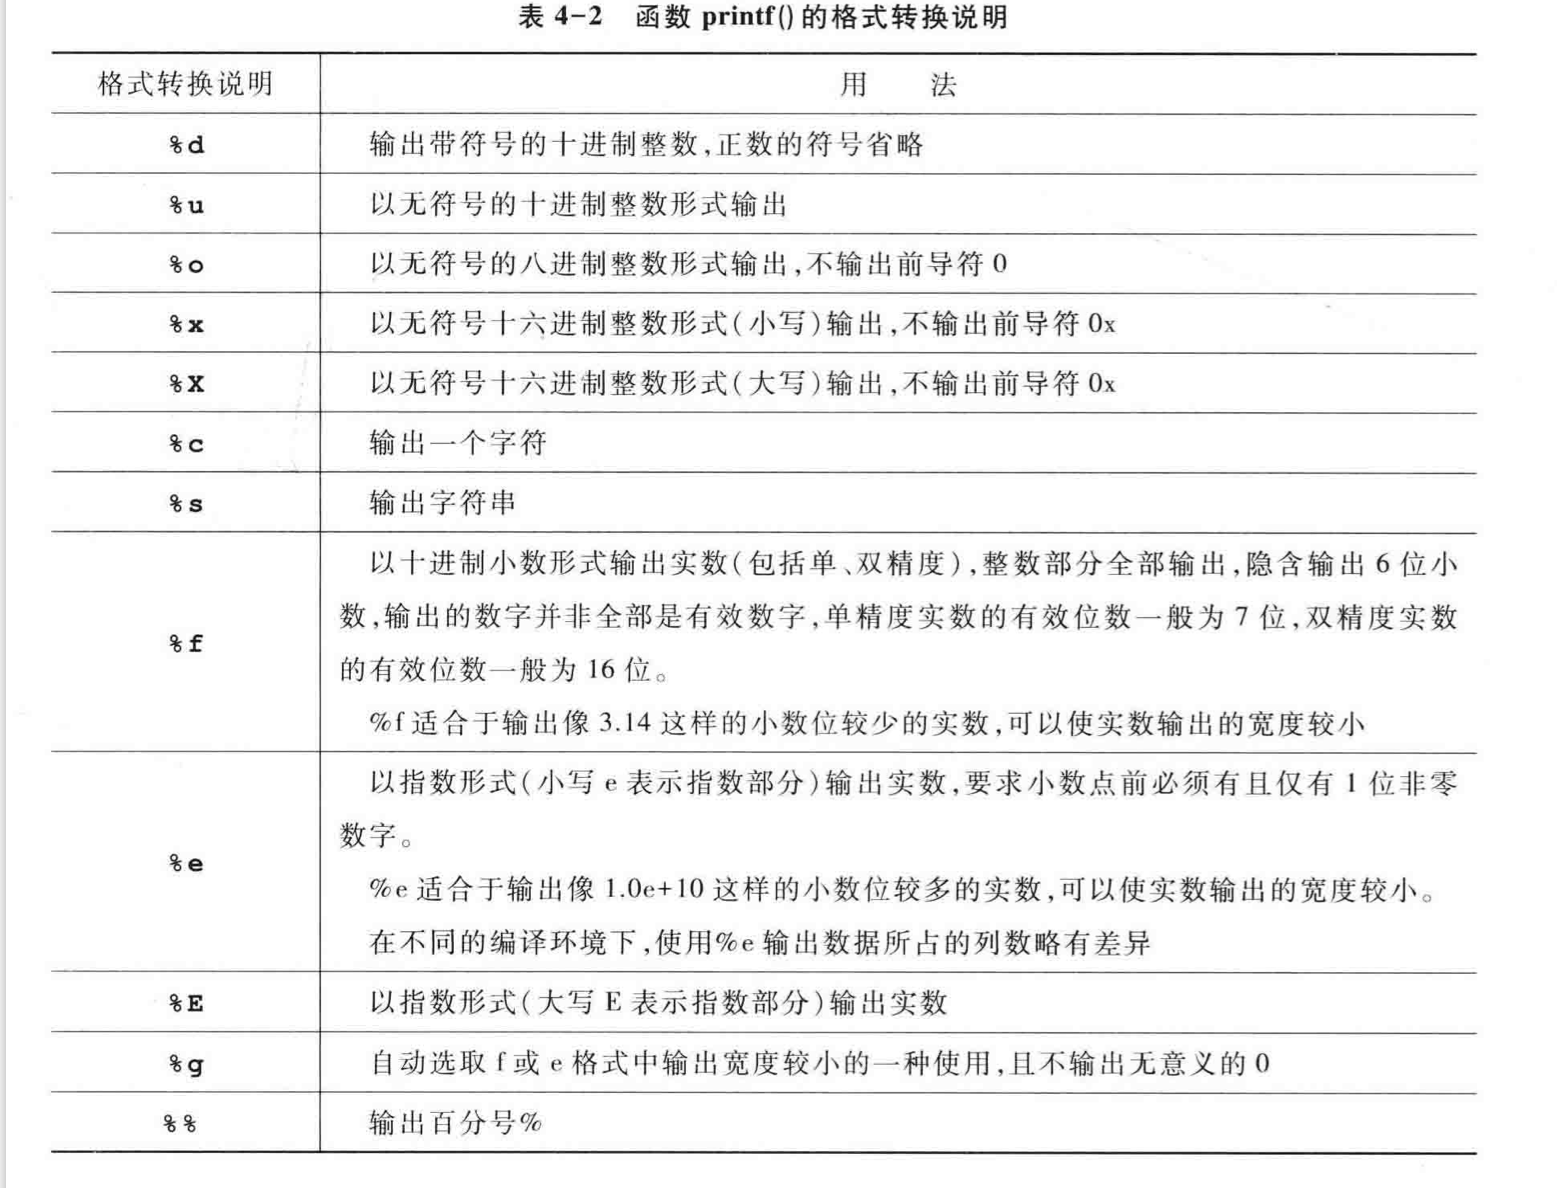 表 4-2 函数 printf()的格式转换说明
格式转换说明 用 法
%d 输出带符号的十进制整数,正数的符号省略
%u 以无符号的十进制整数形式输出
%o 以无符号的八进制整数形式输出,不输出前导符 0
%x 以无符号十六进制整数形式(小写)输出,不输出前导符 0x
%X 以无符号十六进制整数形式(大写)输出,不输出前导符 0x
%c 输出一个字符
%s 输出字符串
以十进制小数形式输出实数(包括单、双精度),整数部分全部输出,隐含输出 6 位小
数,输出的数字并非全部是有效数字,单精度实数的有效位数一般为 7 位,双精度实数
%f
的有效位数一般为 16 位。
%f 适合于输出像 3.14 这样的小数位较少的实数,可以使实数输出的宽度较小
以指数形式(小写 e 表示指数部分)输出实数,要求小数点前必须有且仅有 1 位非零
数字。
%e
%e 适合于输出像 1.0e+10 这样的小数位较多的实数,可以使实数输出的宽度较小。
在不同的编译环境下,使用%e 输出数据所占的列数略有差异
%E 以指数形式(大写 E 表示指数部分)输出实数
%g 自动选取 f 或 e 格式中输出宽度较小的一种使用,且不输出无意义的 0
%% 输出百分号%